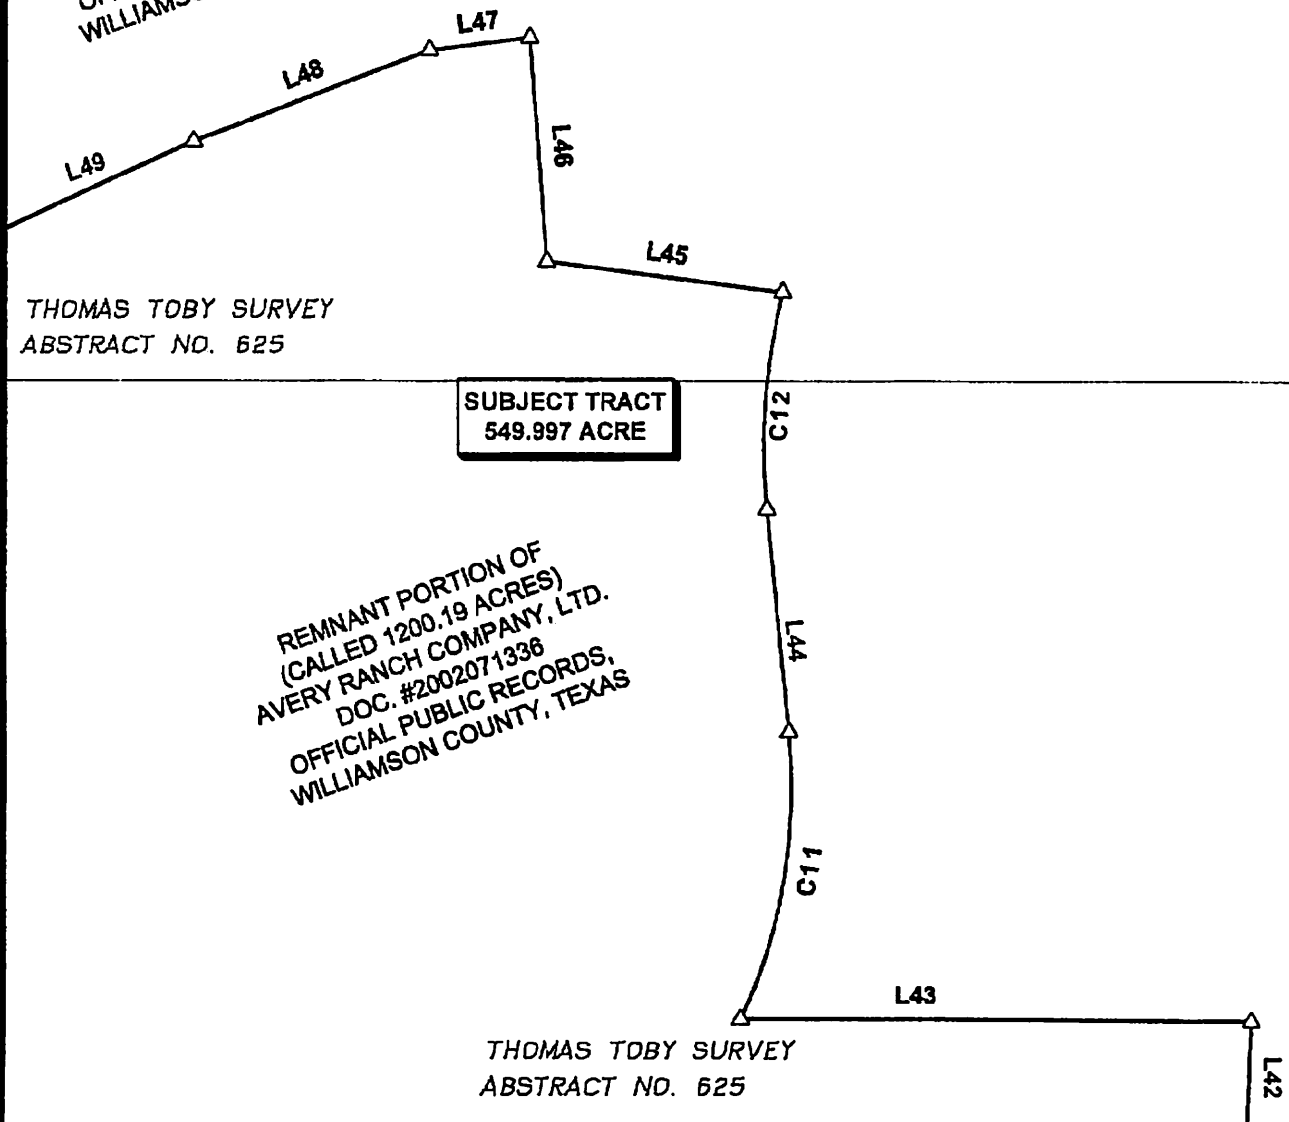 WILLIAMS
L47
L48
L46
L49
L45
THOMAS TOBY SURVEY
ABSTRACT NO. 625
SUBJECT TRACT
549.997 ACRE
C12
REMNANT PORTION OF
(CALLED 1200.19 ACRES)
AVERY RANCH COMPANY, LTD.
DOC. #2002071336
OFFICIAL PUBLIC RECORDS,
WILLIAMSON COUNTY, TEXAS
L44
C11
L43
THOMAS TOBY SURVEY
ABSTRACT NO. 625
L42